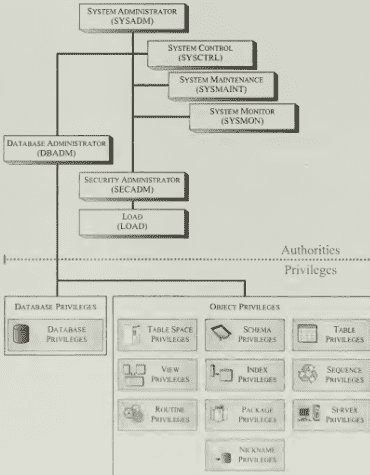 SYSTEM ADMINISTRATOR
(SYSADM)
SYSTEM CONTROL
(SYSCTRL)
SYSTEM MAINTENANCE
(SYSMAINT)
SYSTEM MONITOR
(SYSMON)
DATABASE ADMINISTRATOR
(DBADM)
SECURITY ADMINISTRATOR
(SECADM)
LOAD
(LOAD)
Authorities
Privileges
DATABASE PRIVILEGES
DATABASE
PRIVILEGES
OBJECT PRIVILEGES
TABLE SPACE
PRIVILEGES
SCHEMA
PRIVILEGES
TABLE
PRIVILEGES
VIEW
PRIVILEGES
INDEX
PRIVILEGES
SEQUENCE
PRIVILEGES
ROUTINE
PRIVILEGES
PACKAGE
PRIVILEGES
SERVER
PRIVILEGES
NICKNAME
PRIVILEGES